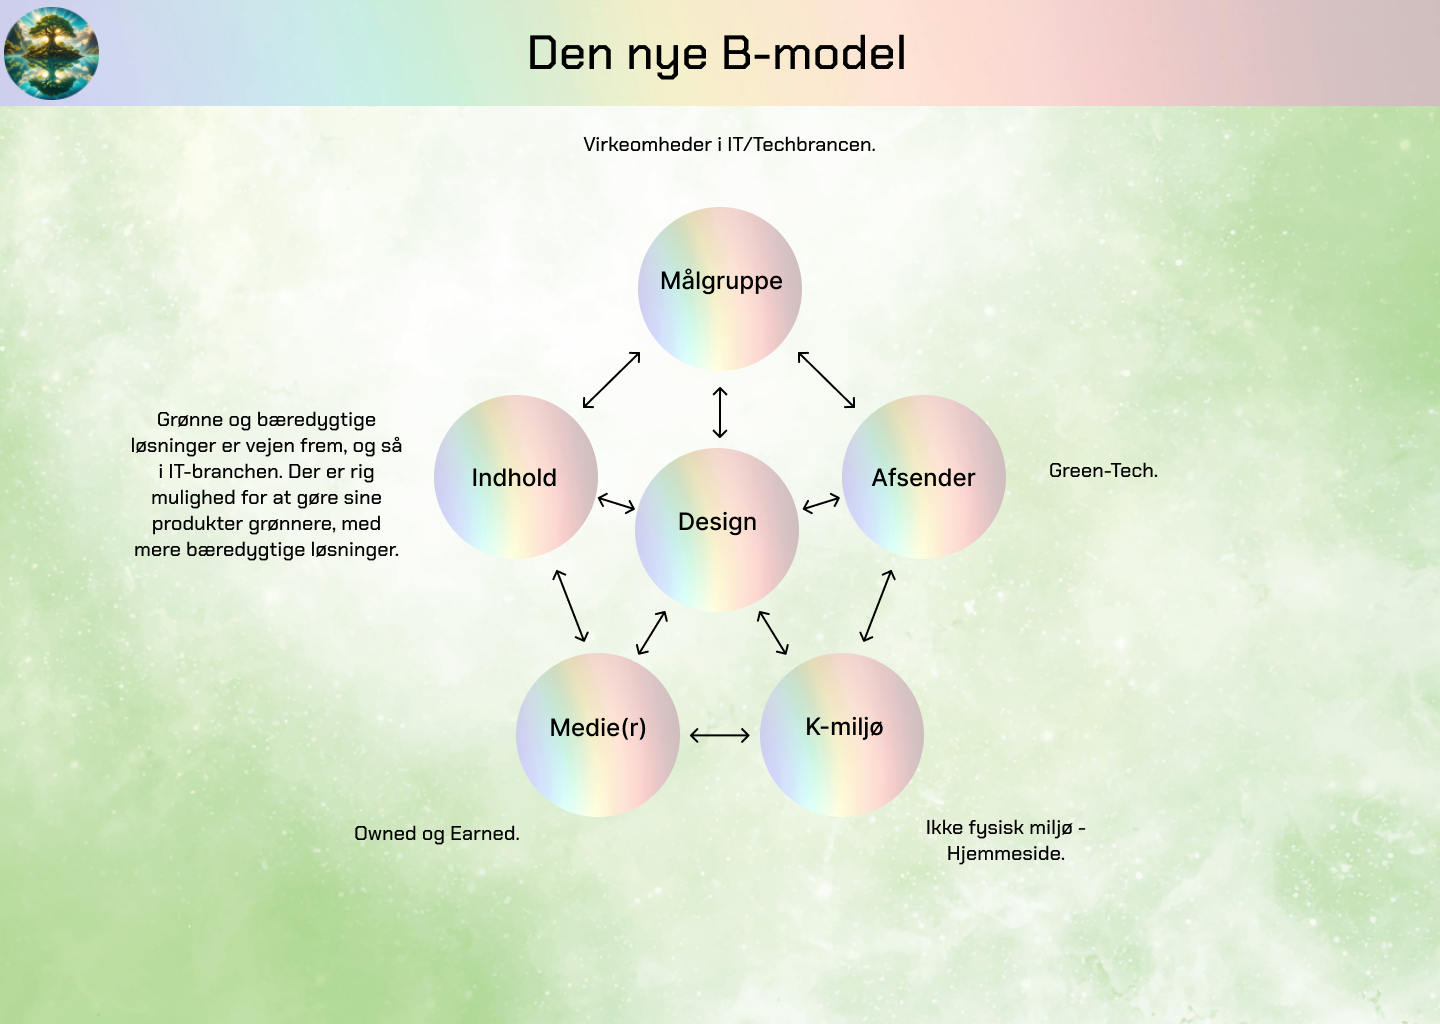 Den nye B-model
Virkeomheder i IT/Techbrancen.
Målgruppe
Grønne og bæredygtige
løsninger er vejen frem, og så
i IT-branchen. Der er rig
mulighed for at gøre sine
produkter grønnere, med
mere bæredygtige løsninger.
Indhold
Design
Afsender
Green-Tech.
Medie(r)
K-miljø
Owned og Earned.
Ikke fysisk miljø -
Hjemmeside.